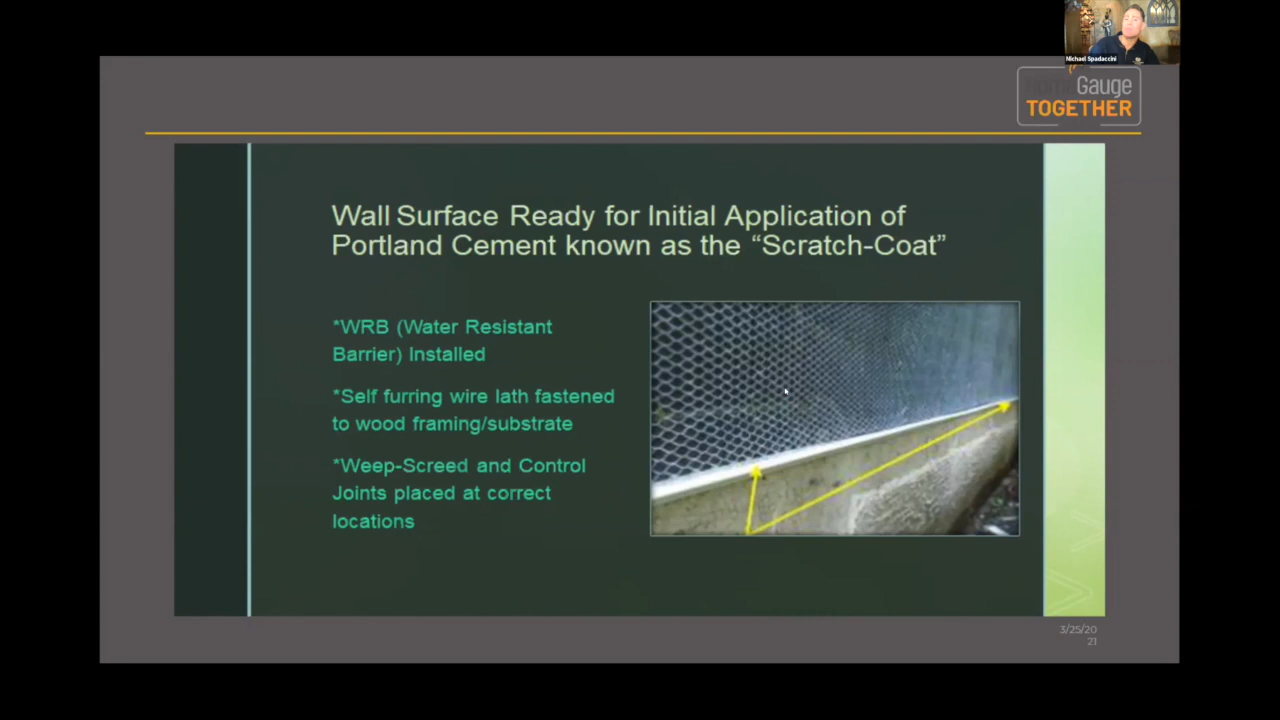 Michael Spadaccini
Gauge
TOGETHER
Wall Surface Ready for Initial Application of
Portland Cement known as the “Scratch-Coat”
*WRB (Water Resistant
Barrier) Installed
*Self furring wire lath fastened
to wood framing/substrate
*Weep-Screed and Control
Joints placed at correct
locations
3/25/20
21